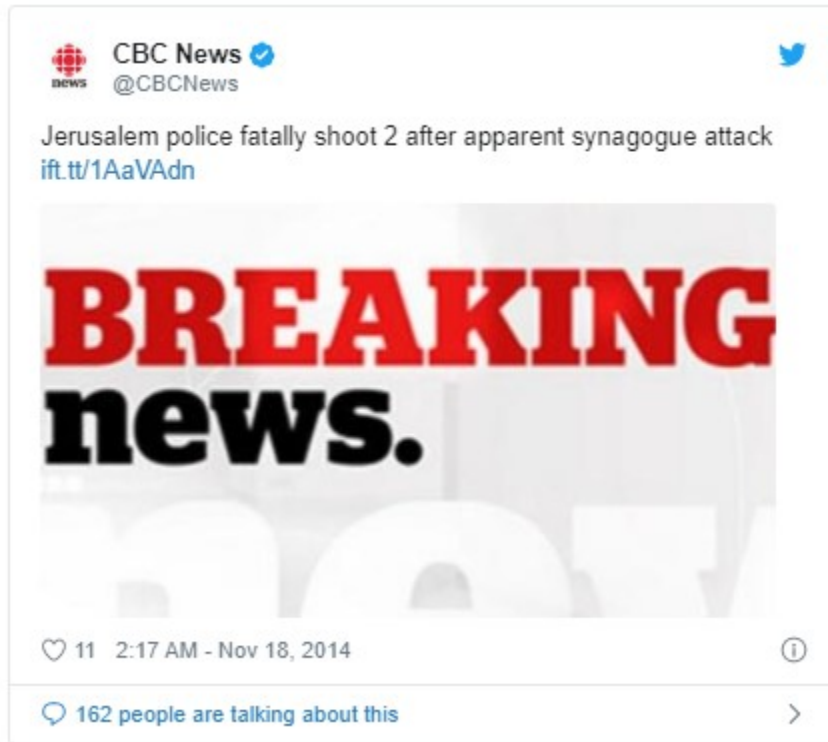 CBC News
news
@CBCNews
Jerusalem police fatally shoot 2 after apparent synagogue attack
ift.tt/1AaVAdn
BREAKING
news.
11 2:17 AM - Nov 18, 2014
162 people are talking about this